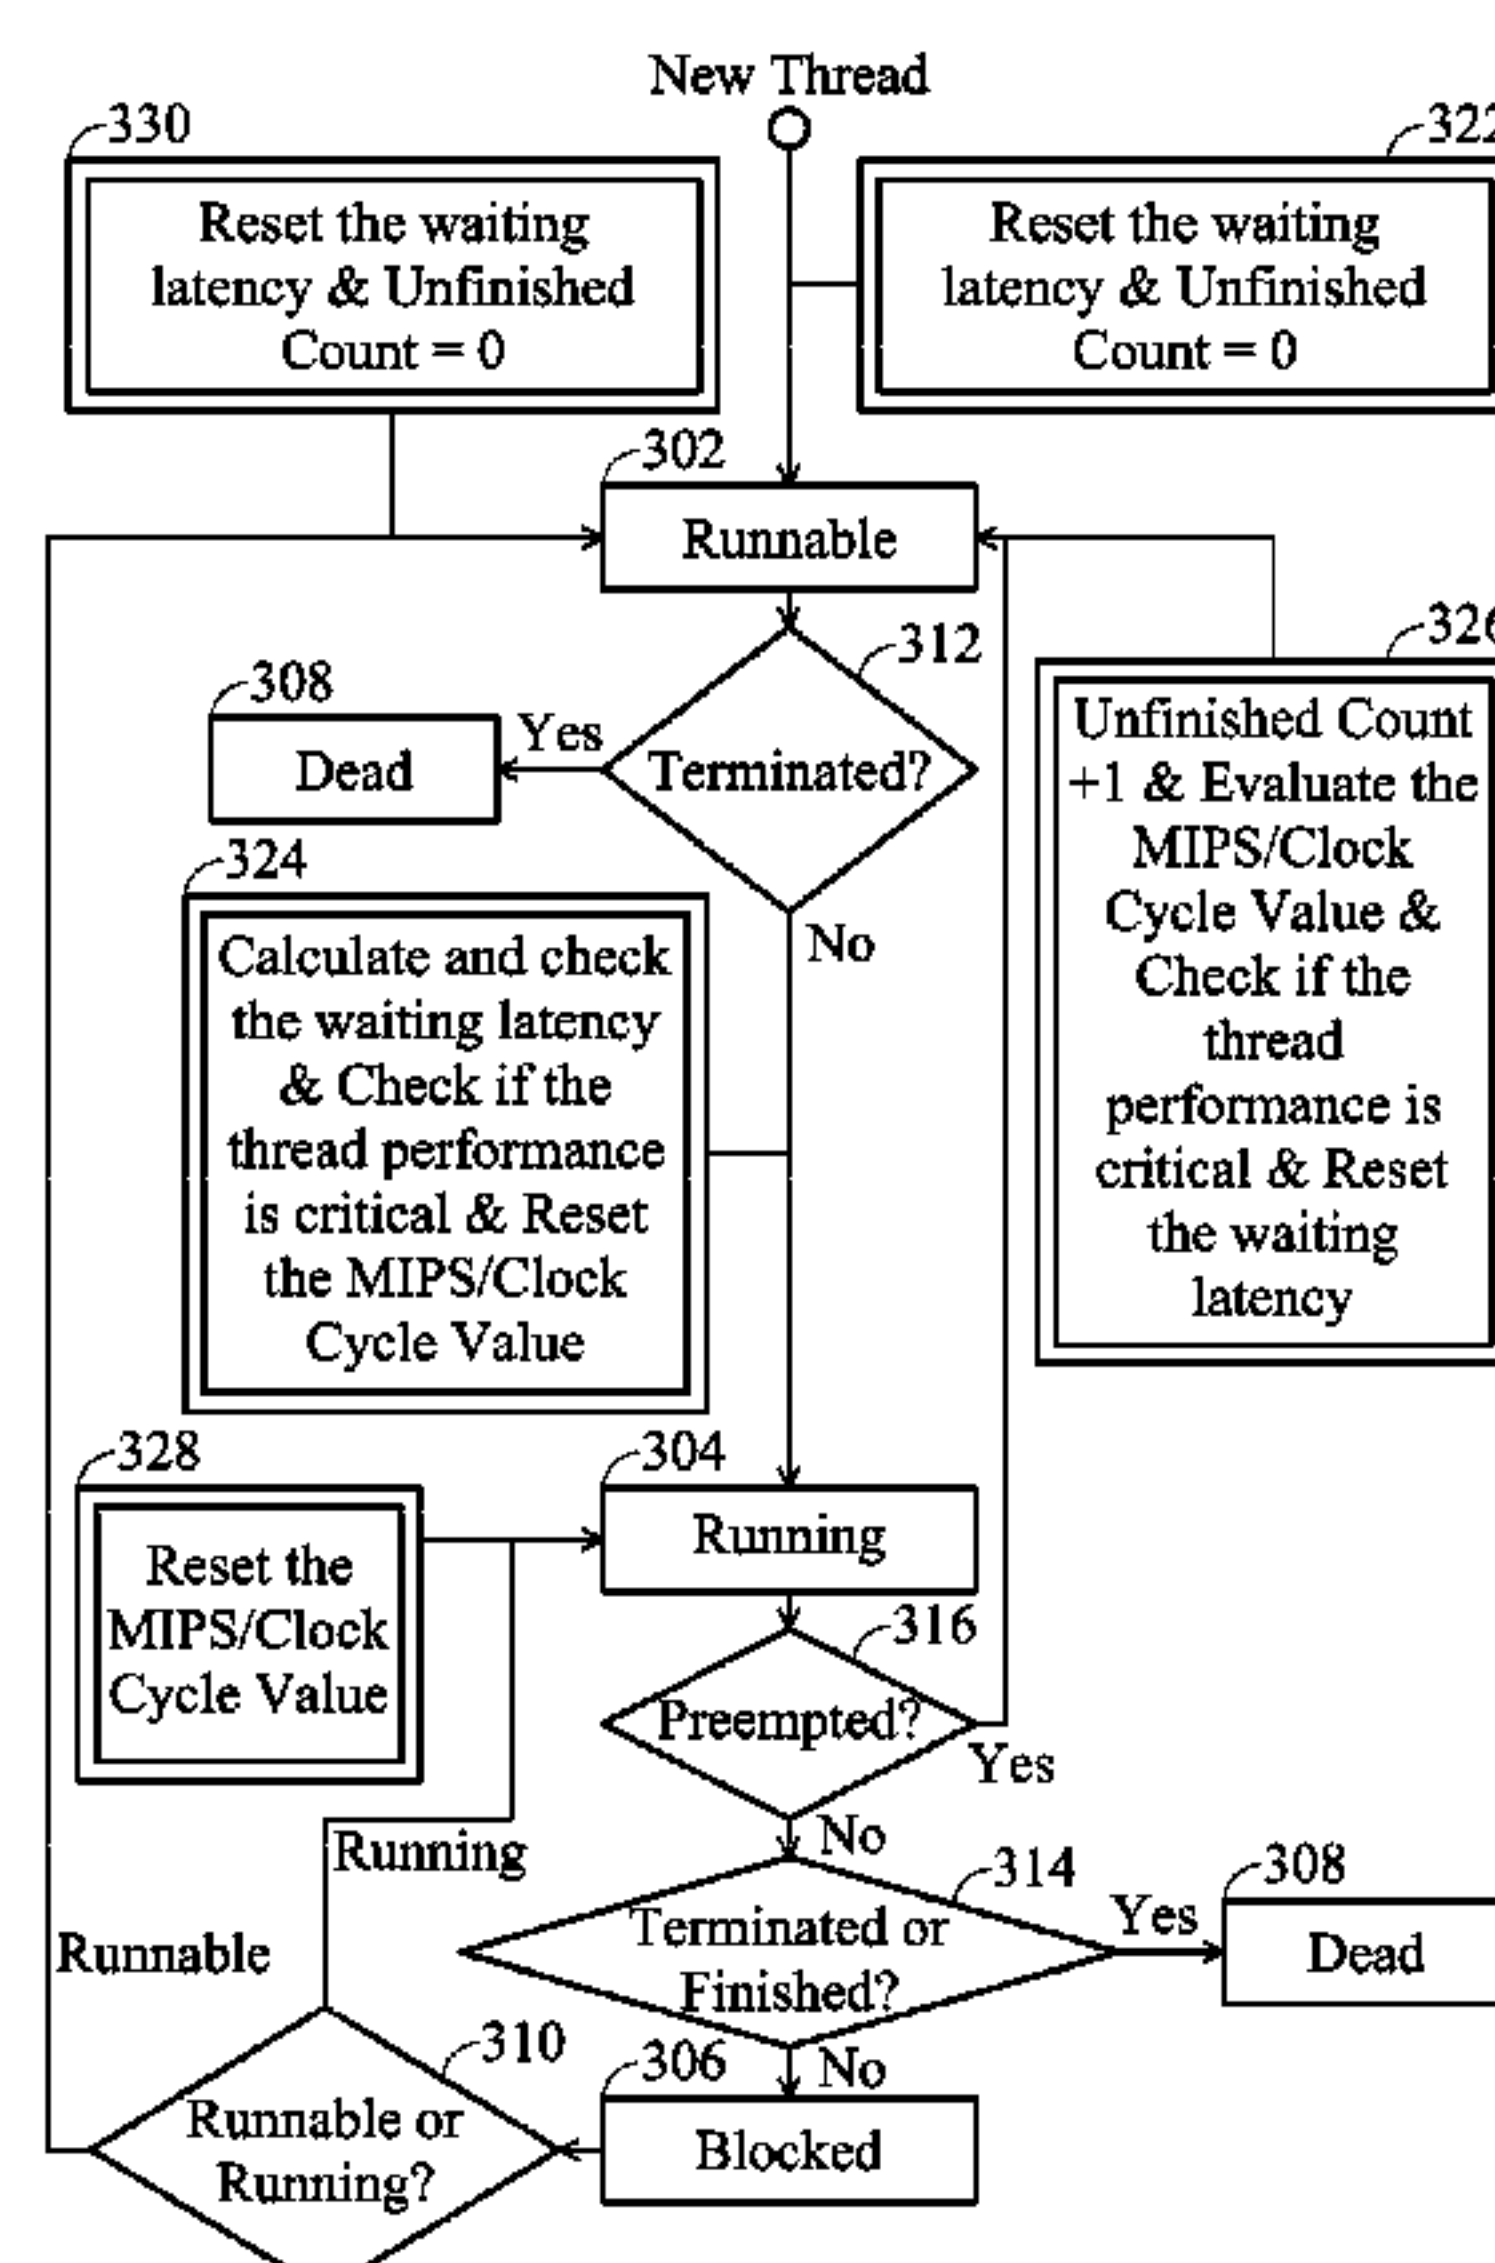 New Thread
330
Reset the waiting
latency & Unfinished
Count = 0
322
Reset the waiting
latency & Unfinished
Count = 0
302
Runnable
312
Terminated?
Yes
308
Dead
No
326
Unfinished Count
+1 & Evaluate the
MIPS/Clock
Cycle Value &
Check if the
thread
performance is
critical & Reset
the waiting
latency
324
Calculate and check
the waiting latency
& Check if the
thread performance
is critical & Reset
the MIPS/Clock
Cycle Value
328
Reset the
MIPS/Clock
Cycle Value
304
Running
316
Preempted?
Yes
No
Running
314
Terminated or
Finished?
Yes
308
Dead
No
Runnable
310
Runnable or
Running?
306
Blocked